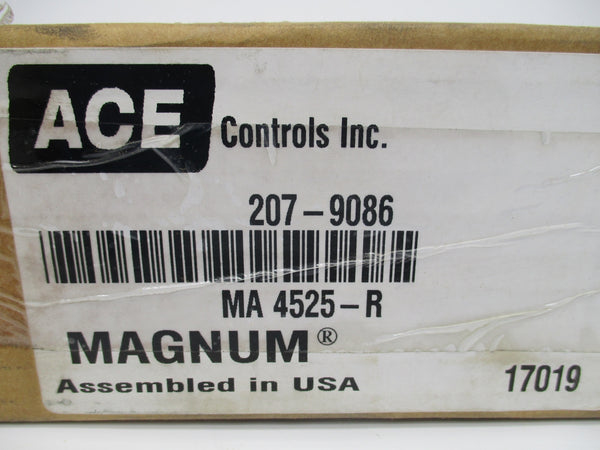 ACE Controls Inc.
207-9086
MA 4525-R
MAGNUM®
Assembled in USA
17019